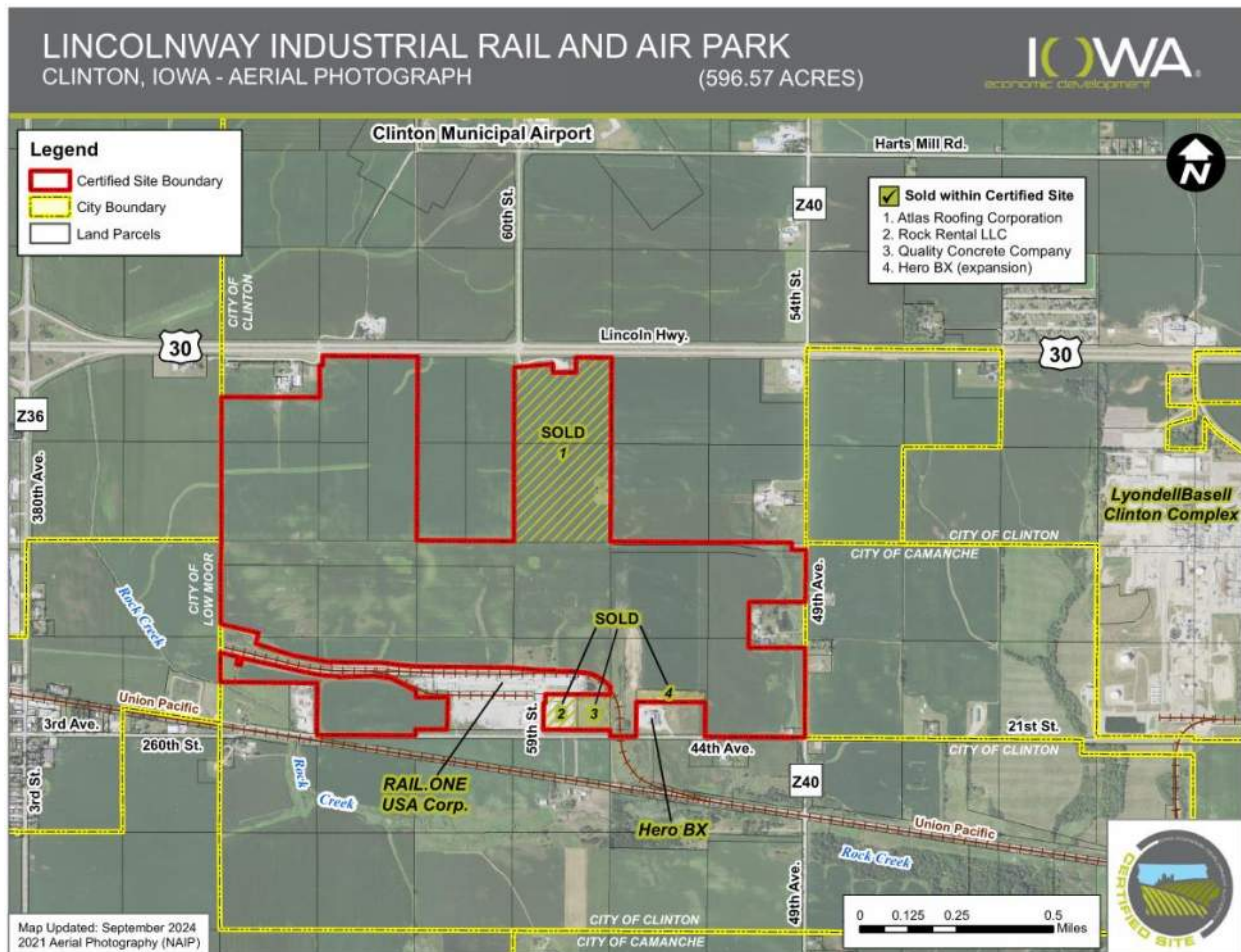 LINCOLNWAY INDUSTRIAL RAIL AND AIR PARK
CLINTON, IOWA - AERIAL PHOTOGRAPH
(596.57 ACRES)
IOWA
economic development
Legend
Certified Site Boundary
City Boundary
Land Parcels
Clinton Municipal Airport
Harts Mill Rd.
N
60th St.
Z40
54th St.
✓ Sold within Certified Site
1. Atlas Roofing Corporation
2. Rock Rental LLC
3. Quality Concrete Company
4. Hero BX (expansion)
CITY OF
CLINTON
30
Lincoln Hwy.
30
Z36
380th Ave.
SOLD
1
LyondellBasell
Clinton Complex
CITY OF CLINTON
CITY OF CAMANCHE
CITY OF
LOW MOOR
49th Ave.
Rock Creek
SOLD
4
2
3
Union Pacific
3rd Ave.
260th St.
59th St.
44th Ave.
21st St.
CITY OF CLINTON
3rd St.
Rock
Creek
RAIL.ONE
USA Corp.
Hero BX
Z40
Union Pacific
Rock Creek
49th Ave.
CITY OF CLINTON
CITY OF CAMANCHE
0 0.125 0.25 0.5
Miles
CERTIFIED SITE
Map Updated: September 2024
2021 Aerial Photography (NAIP)